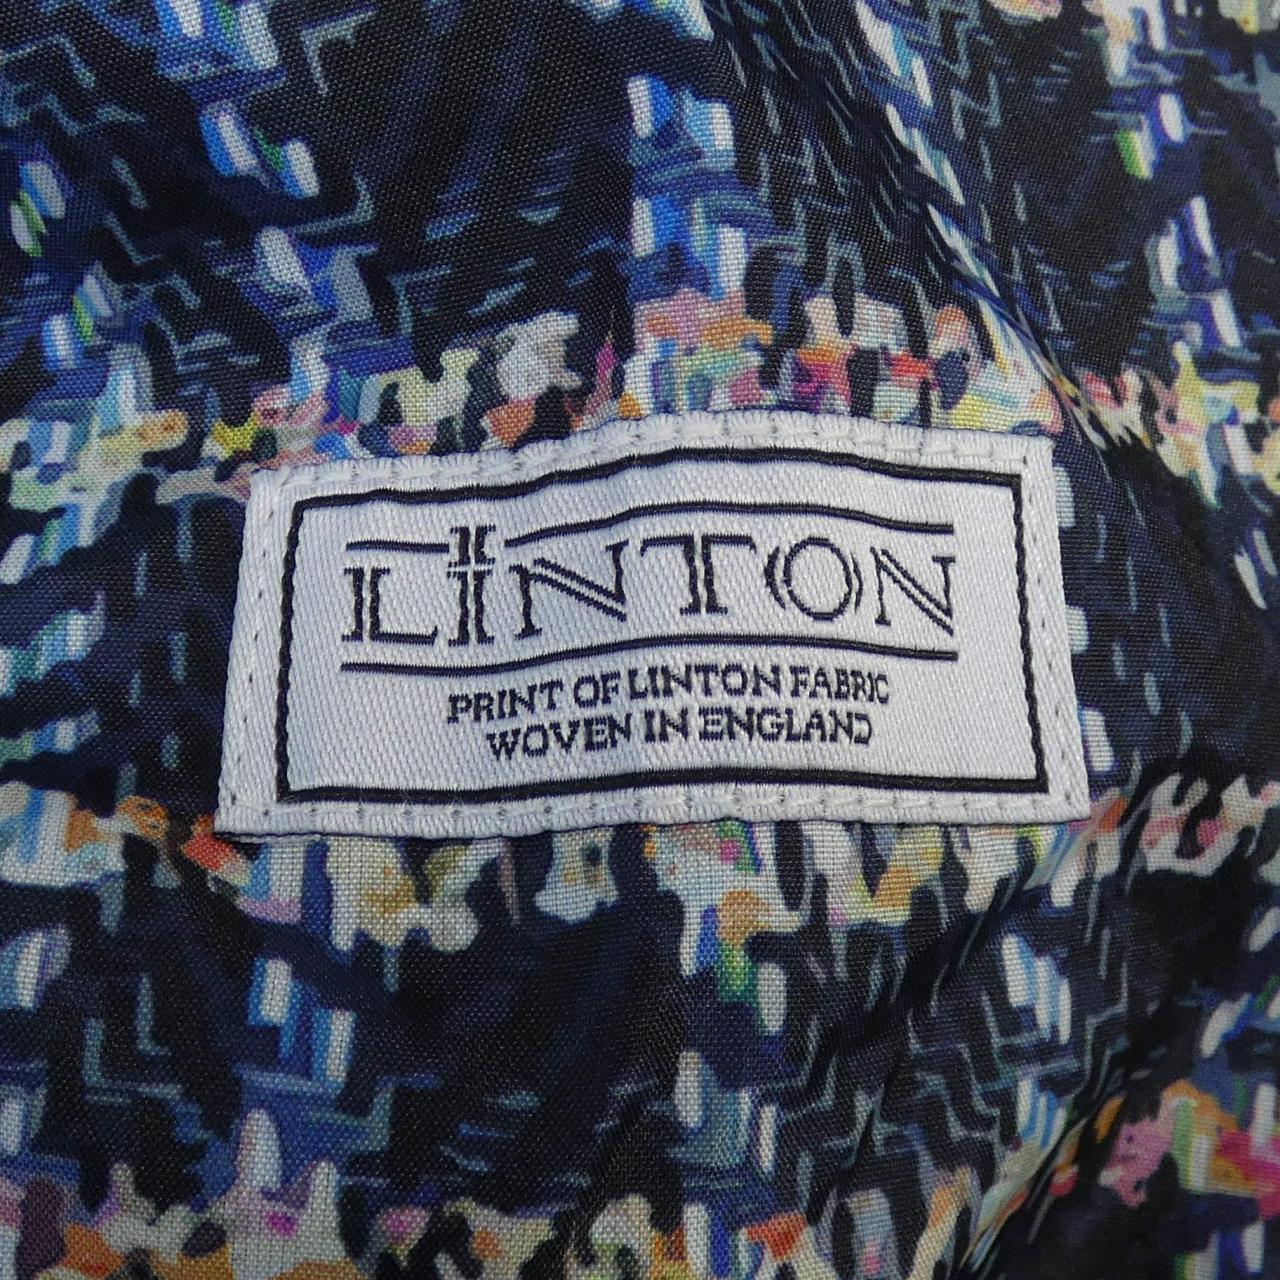 LINTON
PRINT OF LINTON FABRIC
WOVEN IN ENGLAND